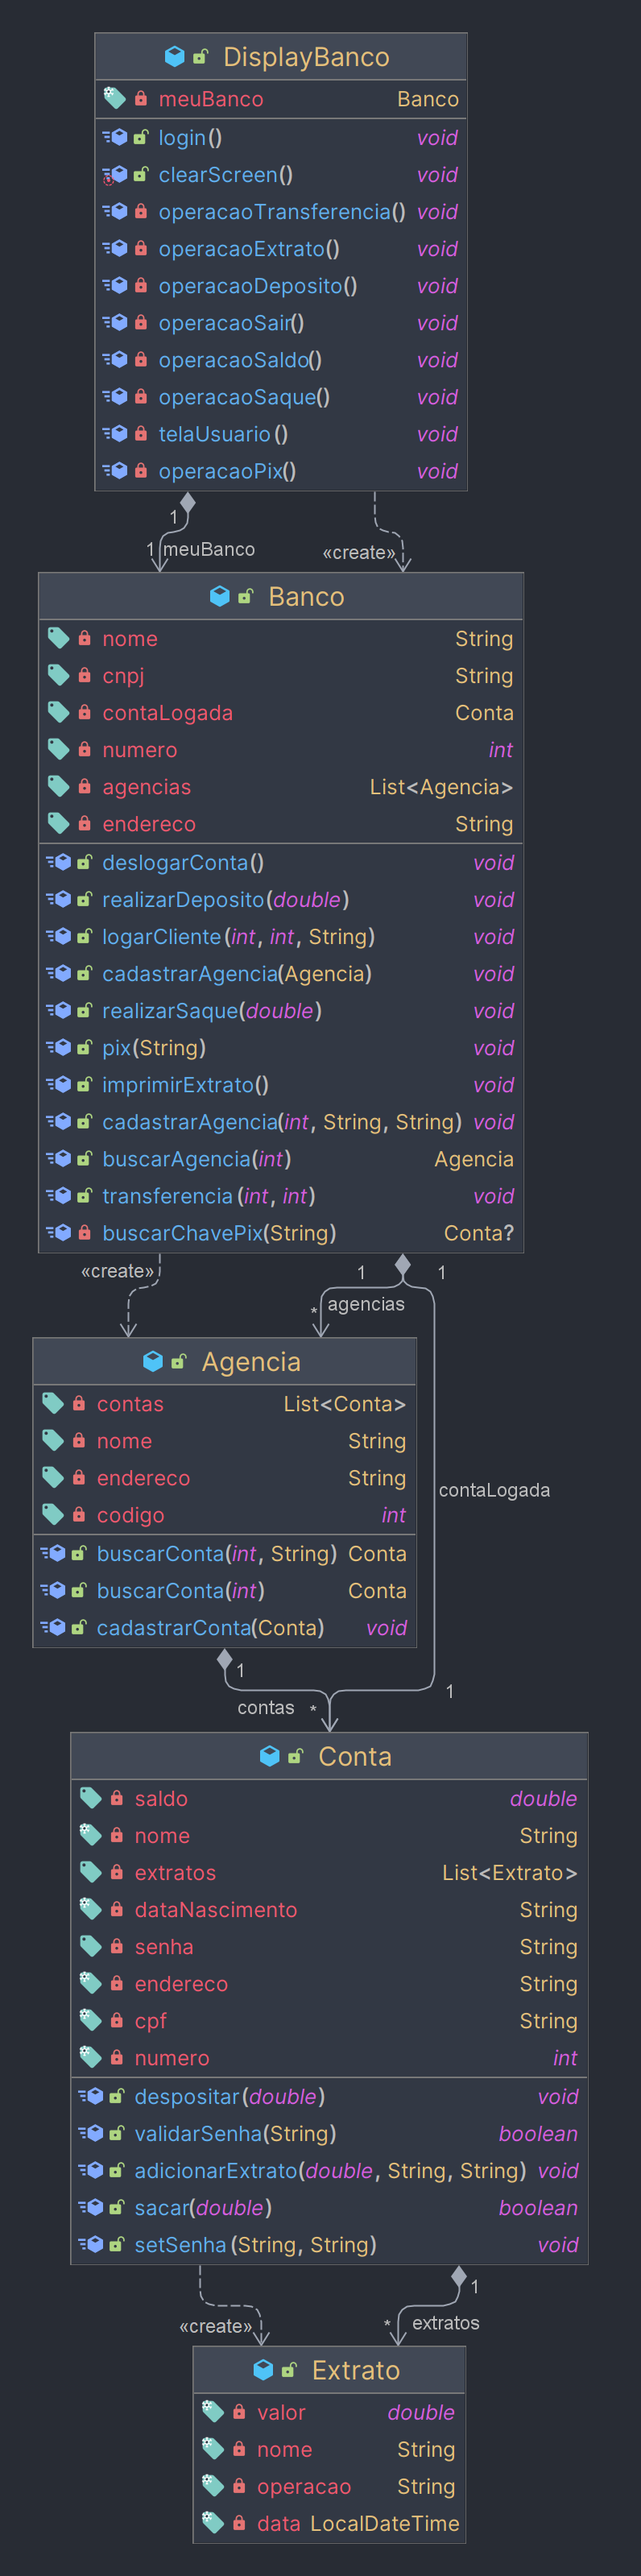 DisplayBanco
meuBanco Banco
login() void
clearScreen() void
operacaoTransferencia() void
operacaoExtrato() void
operacaoDeposito() void
operacaoSair() void
operacaoSaldo() void
operacaoSaque() void
telaUsuario() void
operacaoPix() void
1
1 meuBanco «create»
Banco
nome String
cnpj String
contaLogada Conta
numero int
agencias List<Agencia>
endereco String
deslogarConta() void
realizarDeposito(double) void
logarCliente(int, int, String) void
cadastrarAgencia(Agencia) void
realizarSaque(double) void
pix(String) void
imprimirExtrato() void
cadastrarAgencia(int, String, String) void
buscarAgencia(int) Agencia
transferencia(int, int) void
buscarChavePix(String) Conta?
«create» 1 1
* agencias
Agencia
contas List<Conta>
nome String
endereco String
codigo int
contaLogada
buscarConta(int, String) Conta
buscarConta(int) Conta
cadastrarConta(Conta) void
1
1
contas *
Conta
saldo double
nome String
extratos List<Extrato>
dataNascimento String
senha String
endereco String
cpf String
numero int
despositar(double) void
validarSenha(String) boolean
adicionarExtrato(double, String, String) void
sacar(double) boolean
setSenha(String, String) void
1
«create» * extratos
Extrato
valor double
nome String
operacao String
data LocalDateTime